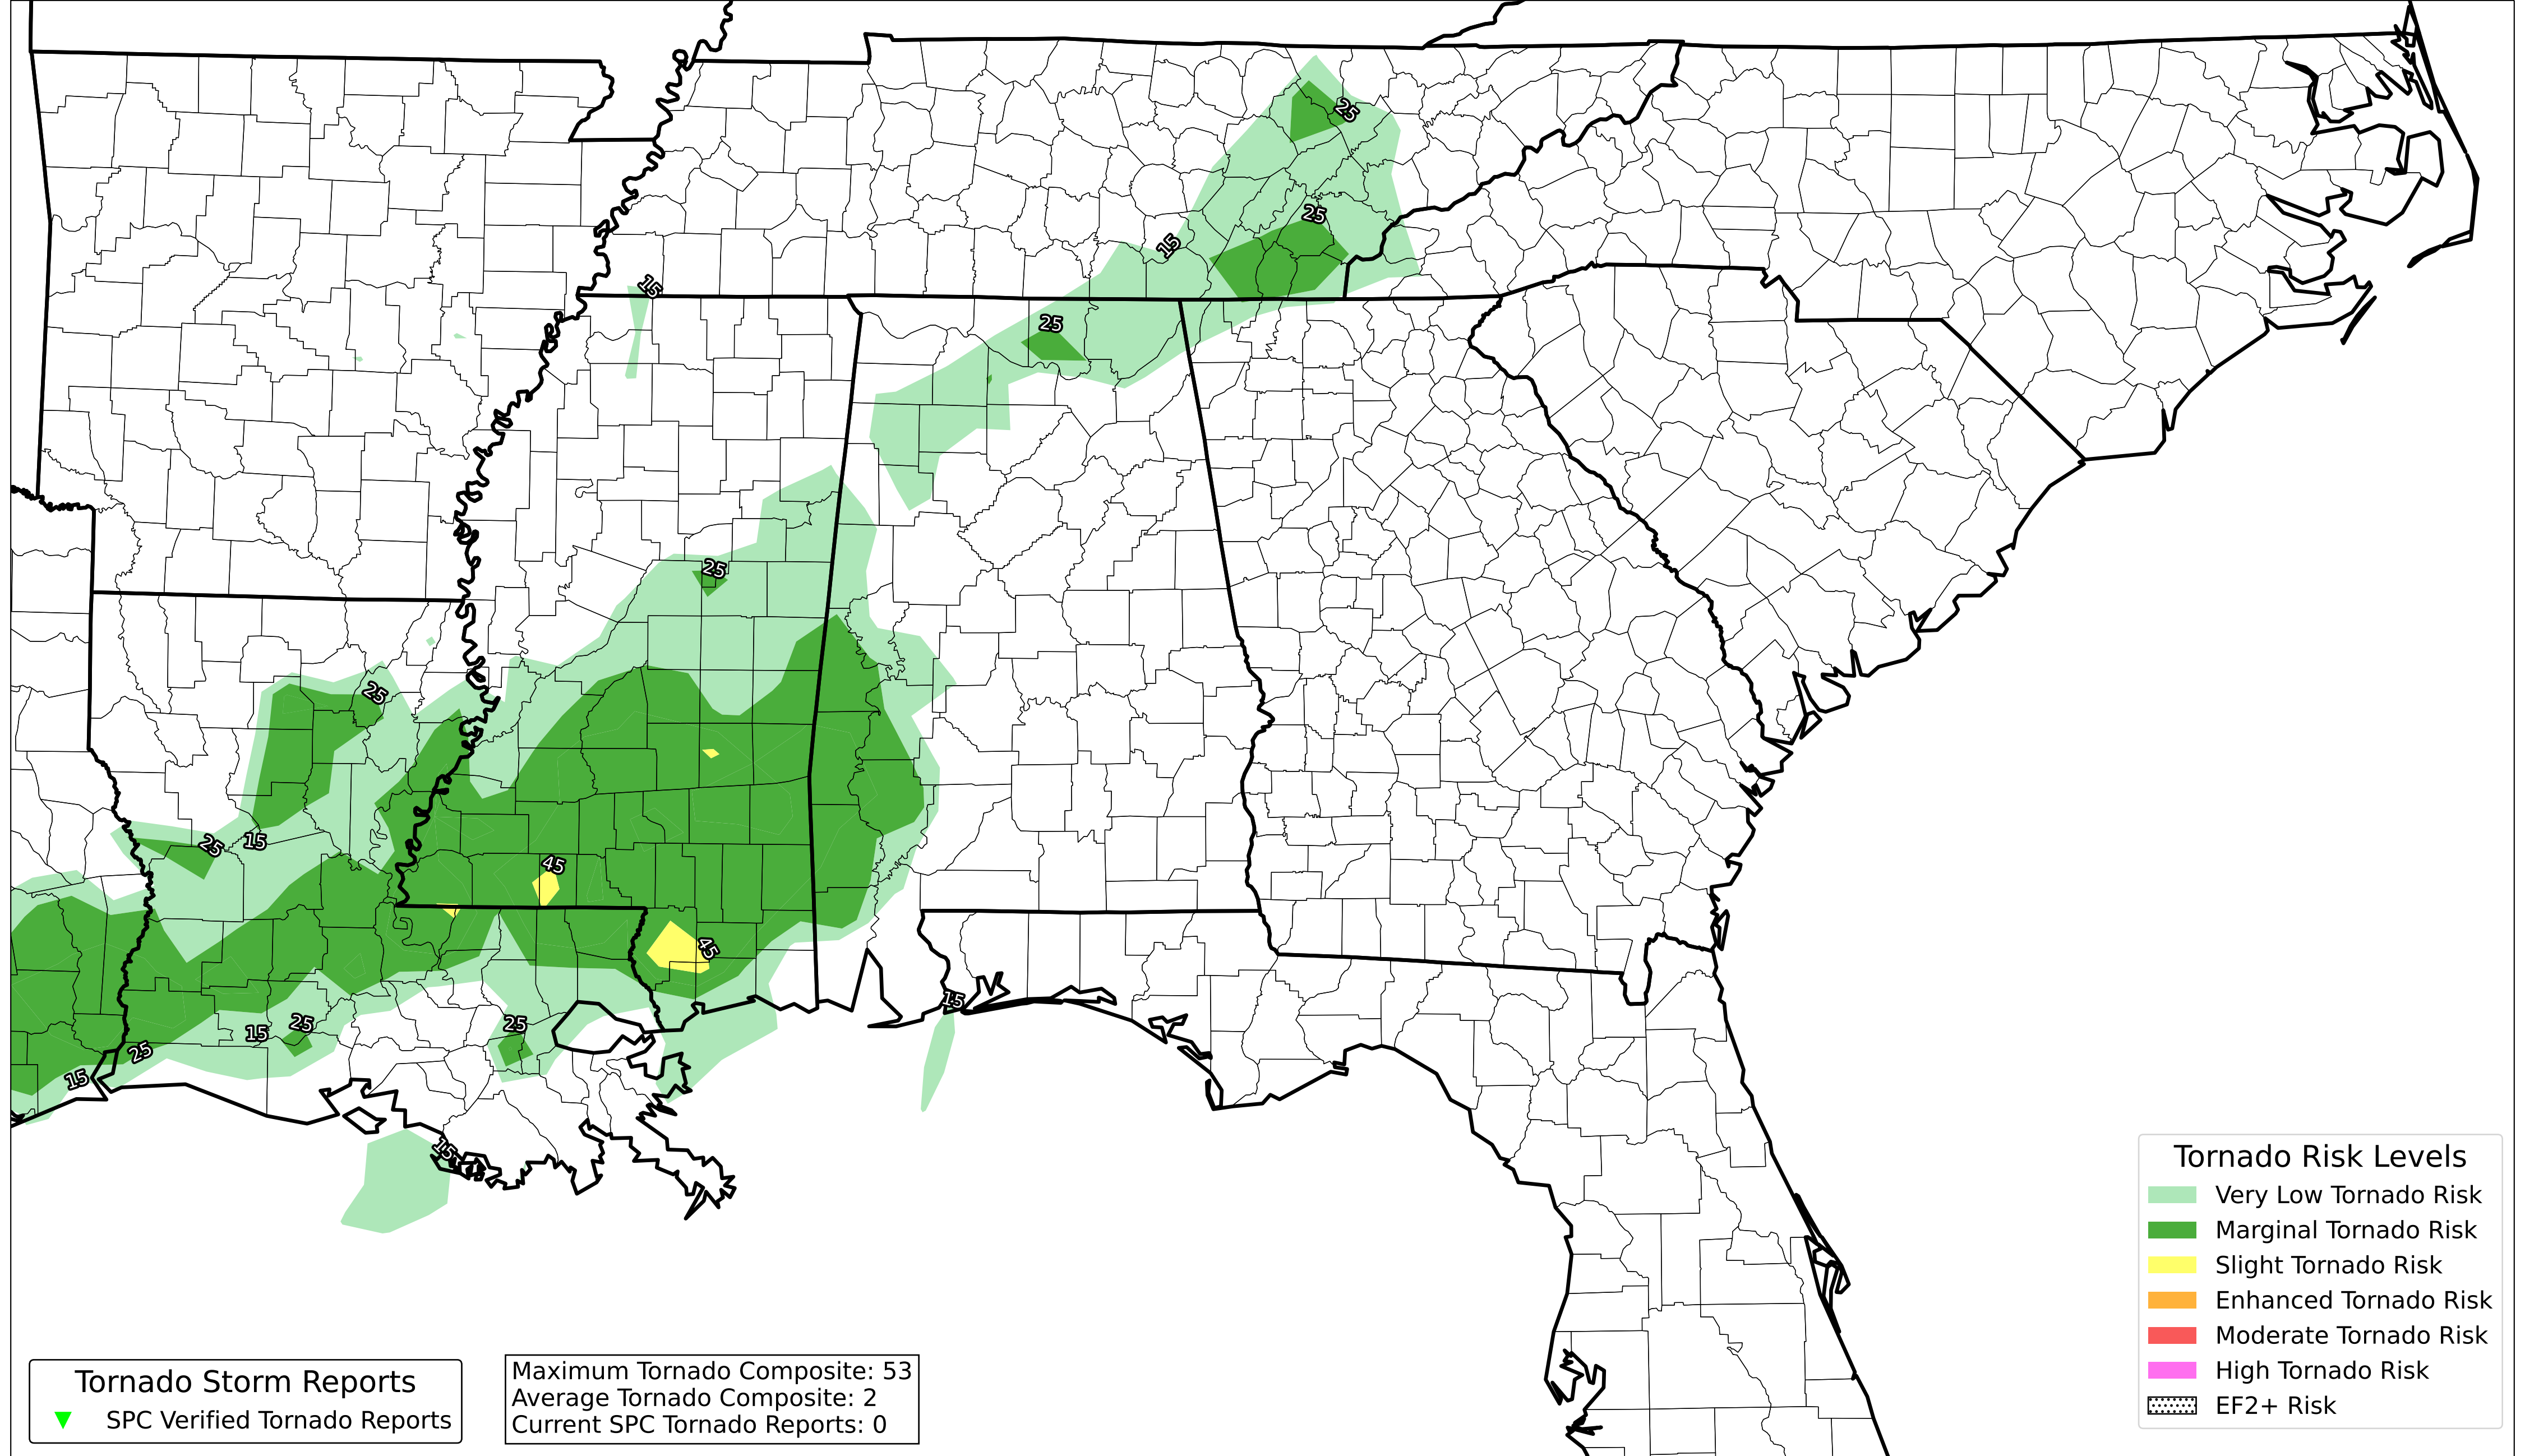 25
25
15
15
25
25
25
15
25
45
45
15
25
15
25
25
15
15
Tornado Risk Levels
Very Low Tornado Risk
Marginal Tornado Risk
Slight Tornado Risk
Enhanced Tornado Risk
Moderate Tornado Risk
High Tornado Risk
EF2+ Risk
Tornado Storm Reports
SPC Verified Tornado Reports
Maximum Tornado Composite: 53
Average Tornado Composite: 2
Current SPC Tornado Reports: 0